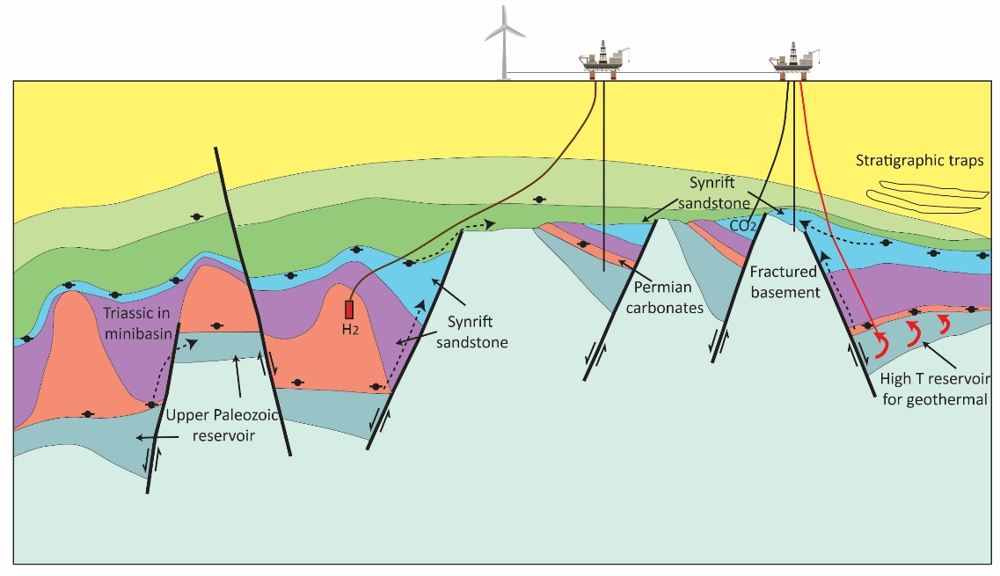 Stratigraphic traps
Synrift
sandstone
CO2
Fractured
basement
Permian
carbonates
Triassic in
minibasin
H2
Synrift
sandstone
High T reservoir
for geothermal
Upper Paleozoic
reservoir